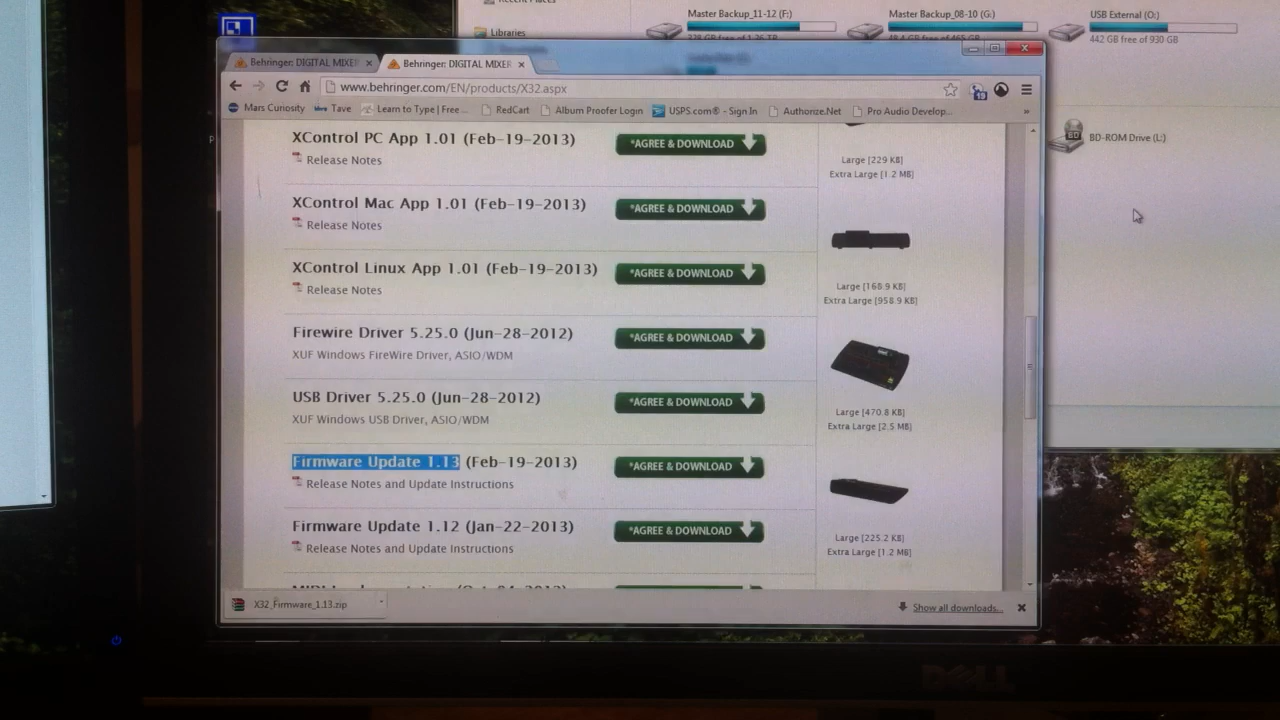 Libraries
Master Backup_11-12 (F:)
Master Backup_08-10 (G:)
USB External (O:)
442 GB free of 930 GB
BD-ROM Drive (L:)
Behringer: DIGITAL MIXER
Behringer: DIGITAL MIXER
www.behringer.com/EN/products/X32.aspx
19
Mars Curiosity
Tave
Learn to Type | Free ...
RedCart
Album Proofer Login
USPS.com® - Sign In
Authorize.Net
Pro Audio Develop...
»
XControl PC App 1.01 (Feb-19-2013)
Release Notes
*AGREE & DOWNLOAD
XControl Mac App 1.01 (Feb-19-2013)
Release Notes
*AGREE & DOWNLOAD
XControl Linux App 1.01 (Feb-19-2013)
Release Notes
*AGREE & DOWNLOAD
Firewire Driver 5.25.0 (Jun-28-2012)
XUF Windows FireWire Driver, ASIO/WDM
*AGREE & DOWNLOAD
USB Driver 5.25.0 (Jun-28-2012)
XUF Windows USB Driver, ASIO/WDM
*AGREE & DOWNLOAD
Firmware Update 1.13 (Feb-19-2013)
Release Notes and Update Instructions
*AGREE & DOWNLOAD
Firmware Update 1.12 (Jan-22-2013)
Release Notes and Update Instructions
*AGREE & DOWNLOAD
Large [229 KB]
Extra Large [1.2 MB]
Large [168.9 KB]
Extra Large [958.9 KB]
Large [470.8 KB]
Extra Large [2.5 MB]
Large [225.2 KB]
Extra Large [1.2 MB]
X32_Firmware_1.13.zip
Show all downloads...
DELL